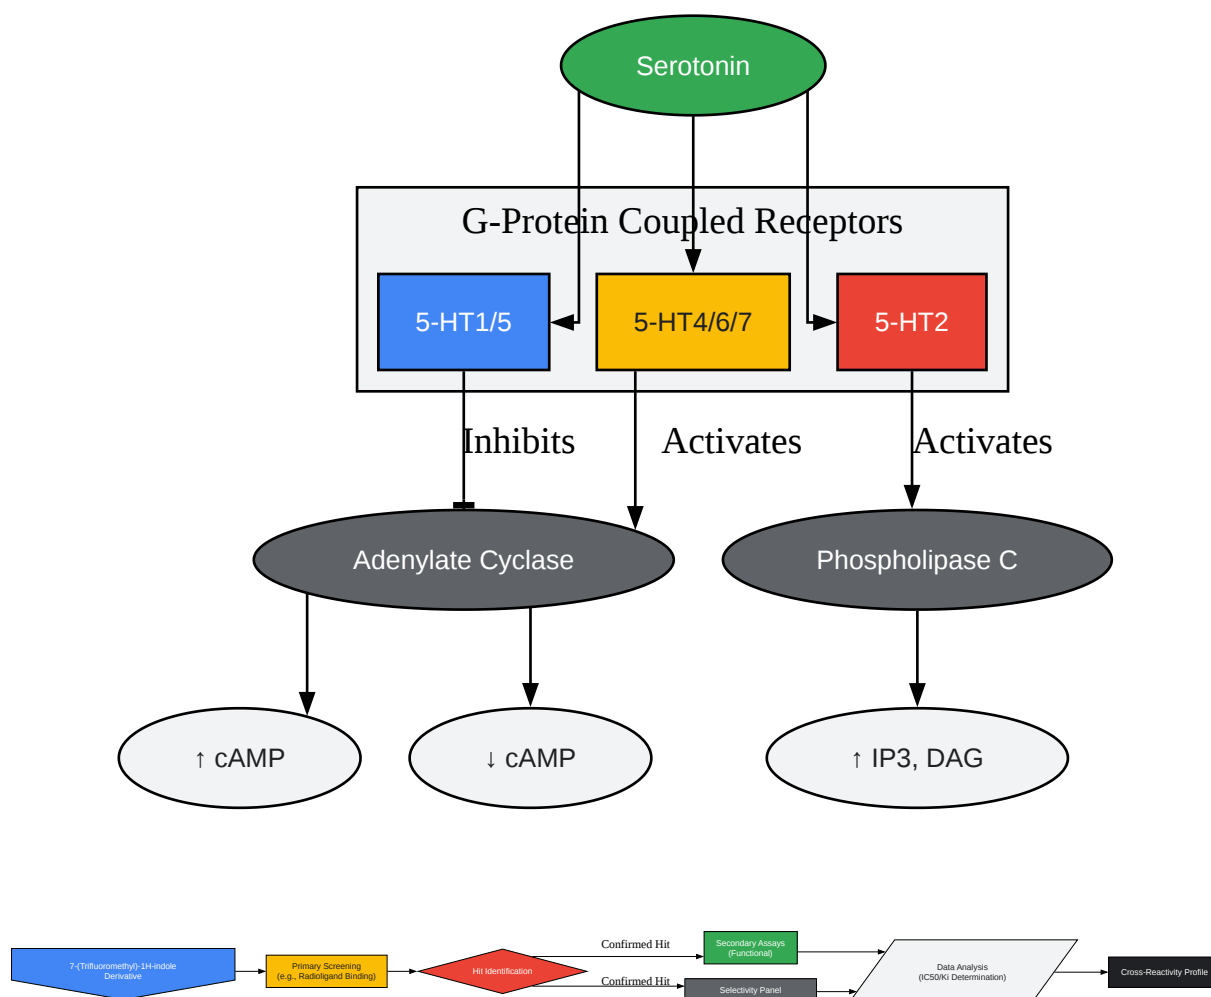 Serotonin
G-Protein Coupled Receptors
5-HT1/5
5-HT4/6/7
5-HT2
Inhibits
Activates
Activates
Adenylate Cyclase
Phospholipase C
↑ cAMP
↓ cAMP
↑ IP3, DAG
7-(Trifluoromethyl)-1H-indole
Derivative
Primary Screening
(e.g., Radioligand Binding)
Hit Identification
Confirmed Hit
Confirmed Hit
Secondary Assays
(Functional)
Selectivity Panel
Data Analysis
(IC50/Ki Determination)
Cross-Reactivity Profile